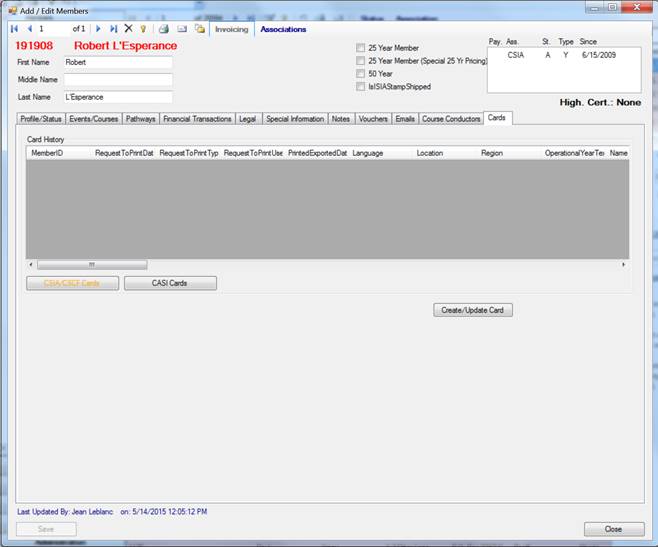 Add / Edit Members
1 of 1 Invoicing Associations
191908 Robert L'Esperance
First Name Robert
Middle Name
Last Name L'Esperance
25 Year Member
25 Year Member (Special 25 Yr Pricing)
50 Year
IsISIAStampShipped
Pay. Ass. St. Type Since
CSIA A Y 6/15/2009
High. Cert.: None
Profile/Status Events/Courses Pathways Financial Transactions Legal Special Information Notes Vouchers Emails Course Conductors Cards
Card History
MemberID RequestToPrintDat RequestToPrintTyp RequestToPrintUse PrintedExportedDat Language Location Region OperationalYearTex Name
CSIA/CSCF Cards CASI Cards
Create/Update Card
Last Updated By: Jean Leblanc on: 5/14/2015 12:05:12 PM
Save Close